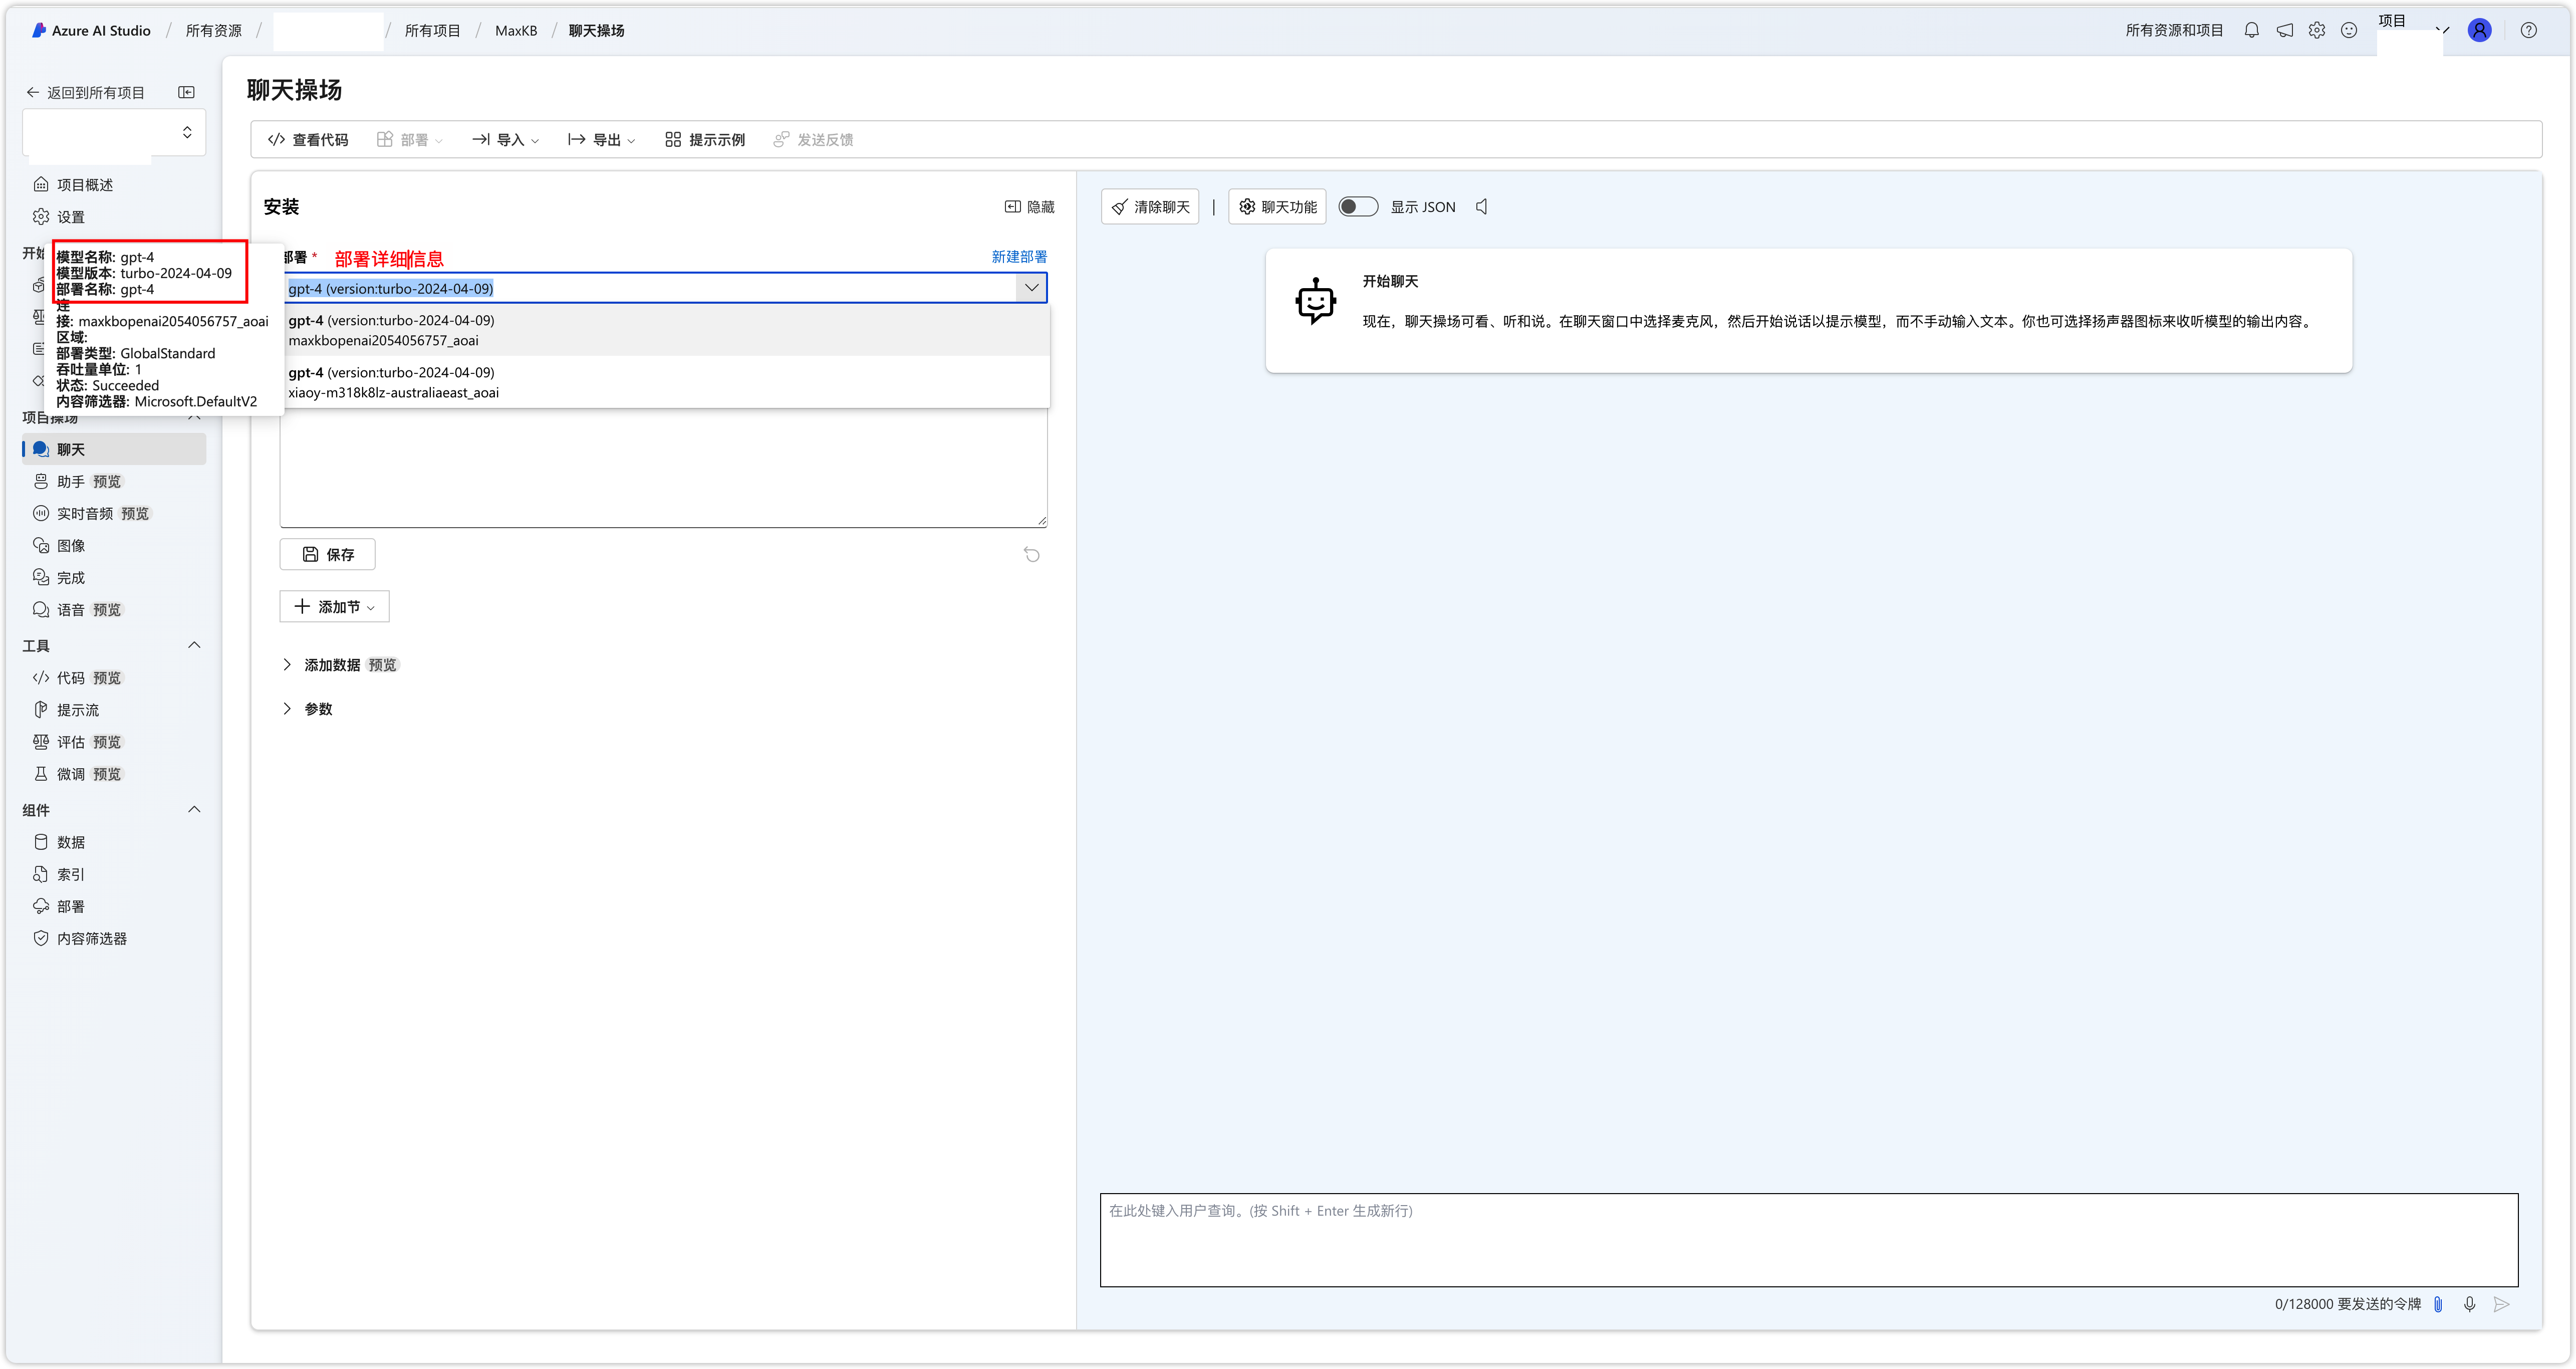 Azure AI Studio / 所有资源 / / 所有项目 / MaxKB / 聊天操场
所有资源和项目
项目
返回到所有项目
项目概述
设置
开始
模型名称: gpt-4
模型版本: turbo-2024-04-09
部署名称: gpt-4
连
接: maxkbopenai2054056757_aoai
区域:
部署类型: GlobalStandard
吞吐量单位: 1
状态: Succeeded
内容筛选器: Microsoft.DefaultV2
项目操场
聊天
助手 预览
实时音频 预览
图像
完成
语音 预览
工具
代码 预览
提示流
评估 预览
微调 预览
组件
数据
索引
部署
内容筛选器
聊天操场
查看代码 部署 导入 导出 提示示例 发送反馈
安装
隐藏
部署 * 部署详细信息
新建部署
gpt-4 (version:turbo-2024-04-09)
gpt-4 (version:turbo-2024-04-09)
maxkbopenai2054056757_aoai
gpt-4 (version:turbo-2024-04-09)
xiaoy-m318k8lz-australiaeast_aoai
保存
添加节
添加数据 预览
参数
清除聊天 | 聊天功能 显示 JSON
开始聊天
现在，聊天操场可看、听和说。在聊天窗口中选择麦克风，然后开始说话以提示模型，而不手动输入文本。你也可选择扬声器图标来收听模型的输出内容。
在此处键入用户查询。(按 Shift + Enter 生成新行)
0/128000 要发送的令牌